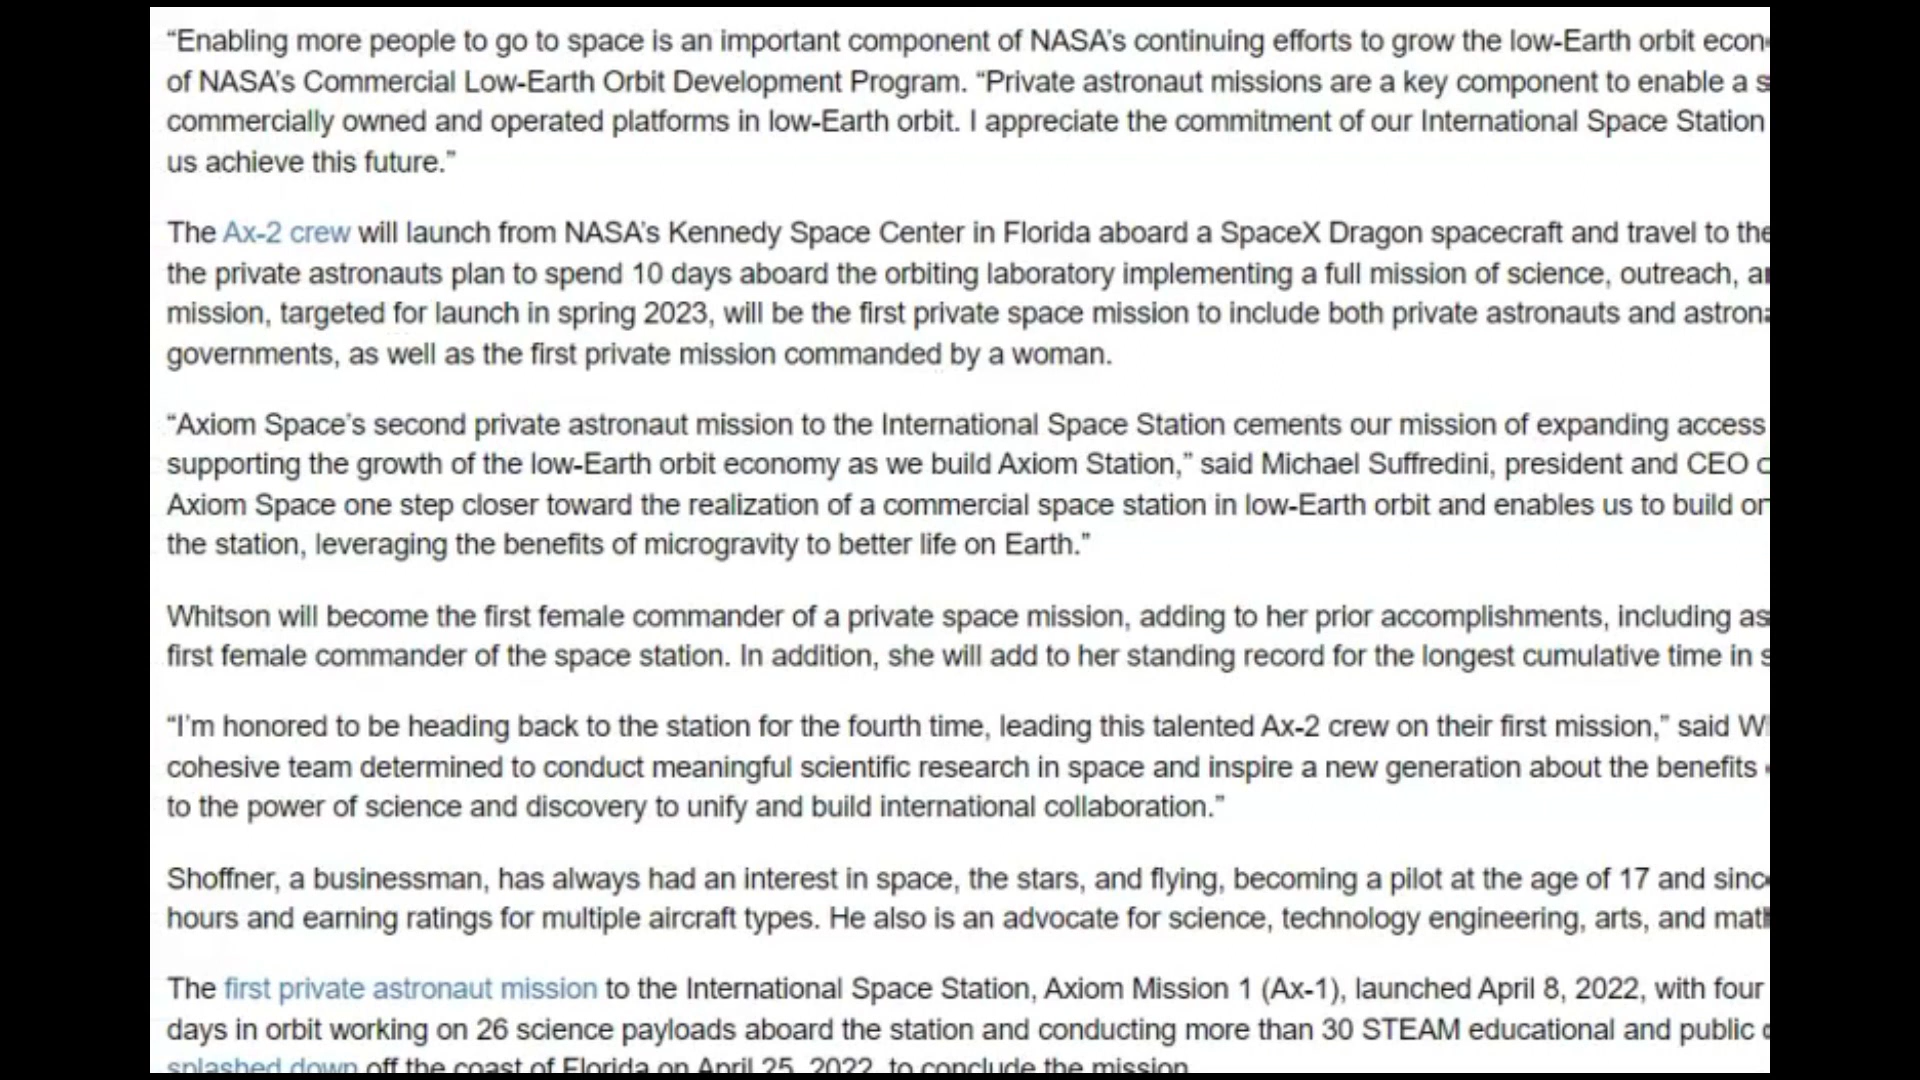 “Enabling more people to go to space is an important component of NASA’s continuing efforts to grow the low-Earth orbit
of NASA’s Commercial Low-Earth Orbit Development Program. “Private astronaut missions are a key component to enable a
commercially owned and operated platforms in low-Earth orbit. I appreciate the commitment of our International Space Station
us achieve this future.”
The Ax-2 crew will launch from NASA’s Kennedy Space Center in Florida aboard a SpaceX Dragon spacecraft and travel to the
the private astronauts plan to spend 10 days aboard the orbiting laboratory implementing a full mission of science, outreach,
mission, targeted for launch in spring 2023, will be the first private space mission to include both private astronauts and
governments, as well as the first private mission commanded by a woman.
“Axiom Space’s second private astronaut mission to the International Space Station cements our mission of expanding access
supporting the growth of the low-Earth orbit economy as we build Axiom Station,” said Michael Suffredini, president and CEO
Axiom Space one step closer toward the realization of a commercial space station in low-Earth orbit and enables us to build
the station, leveraging the benefits of microgravity to better life on Earth.”
Whitson will become the first female commander of a private space mission, adding to her prior accomplishments, including as
first female commander of the space station. In addition, she will add to her standing record for the longest cumulative time in
“I’m honored to be heading back to the station for the fourth time, leading this talented Ax-2 crew on their first mission,” said
cohesive team determined to conduct meaningful scientific research in space and inspire a new generation about the benefits
to the power of science and discovery to unify and build international collaboration.”
Shoffner, a businessman, has always had an interest in space, the stars, and flying, becoming a pilot at the age of 17 and
hours and earning ratings for multiple aircraft types. He also is an advocate for science, technology engineering, arts, and
The first private astronaut mission to the International Space Station, Axiom Mission 1 (Ax-1), launched April 8, 2022, with four
days in orbit working on 26 science payloads aboard the station and conducting more than 30 STEAM educational and public
splashed down off the coast of Florida on April 25, 2022, to conclude the mission.